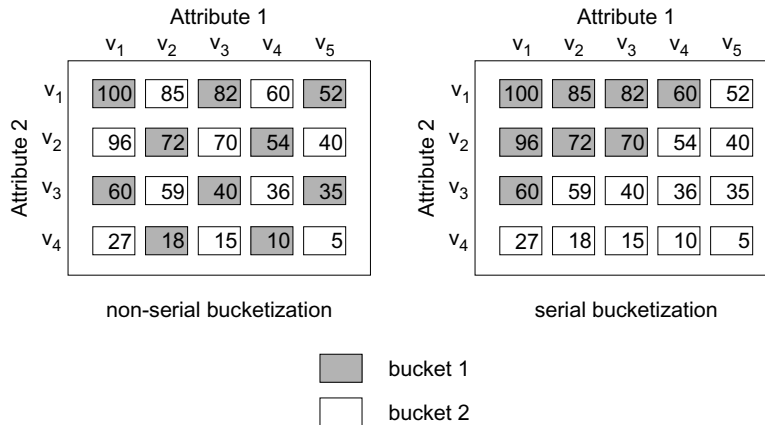 Attribute 1
v1 v2 v3 v4 v5
Attribute 2
v1 100 85 82 60 52
v2 96 72 70 54 40
v3 60 59 40 36 35
v4 27 18 15 10 5
non-serial bucketization
Attribute 1
v1 v2 v3 v4 v5
Attribute 2
v1 100 85 82 60 52
v2 96 72 70 54 40
v3 60 59 40 36 35
v4 27 18 15 10 5
serial bucketization
bucket 1
bucket 2